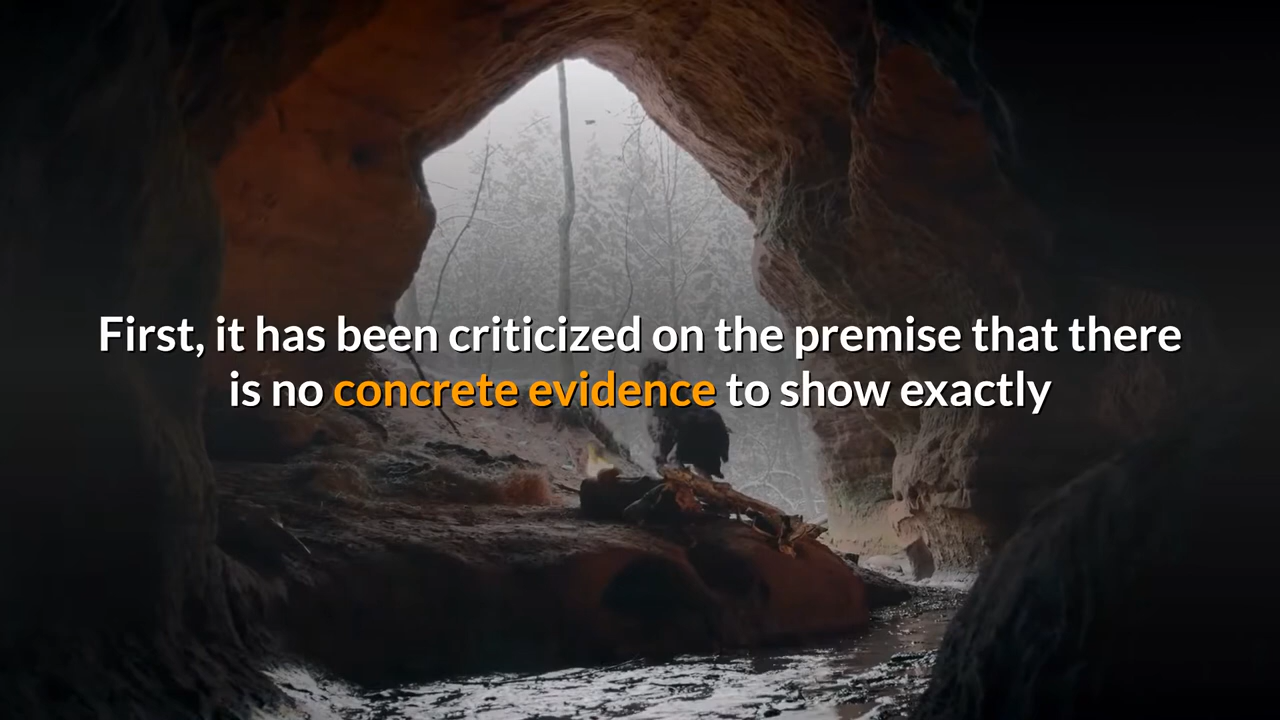 First, it has been criticized on the premise that there
is no concrete evidence to show exactly